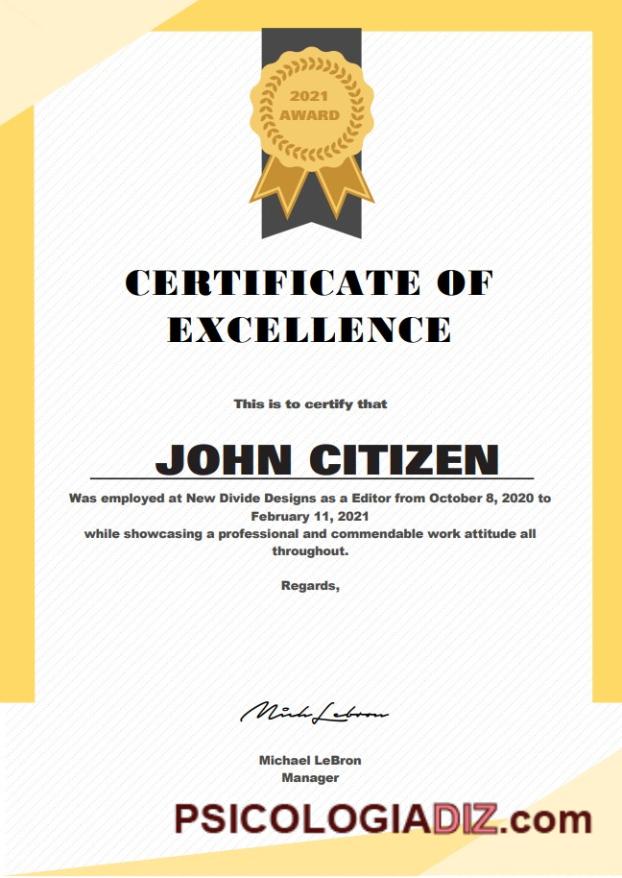 2021
AWARD
CERTIFICATE OF
EXCELLENCE
This is to certify that
JOHN CITIZEN
Was employed at New Divide Designs as a Editor from October 8, 2020 to
February 11, 2021
while showcasing a professional and commendable work attitude all
throughout.
Regards,
Mich Lebron
Michael LeBron
Manager
PSICOLOGIADIZ.com